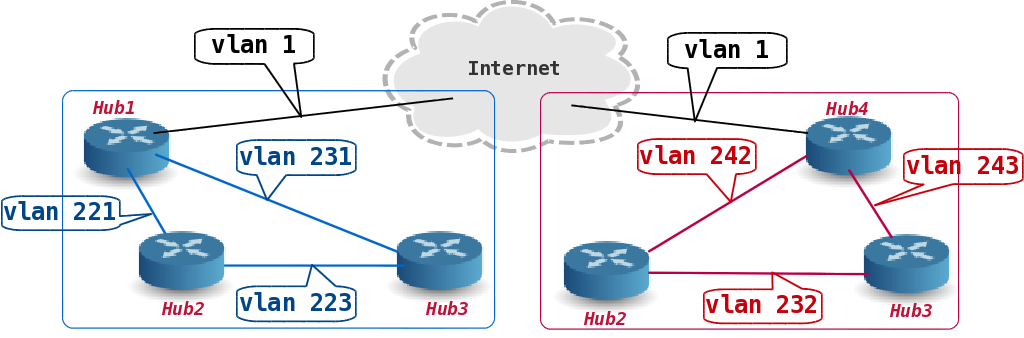 vlan 1
vlan 1
Internet
Hub1
Hub4
vlan 231
vlan 242
vlan 243
vlan 221
vlan 223
Hub2
Hub3
vlan 232
Hub2
Hub3